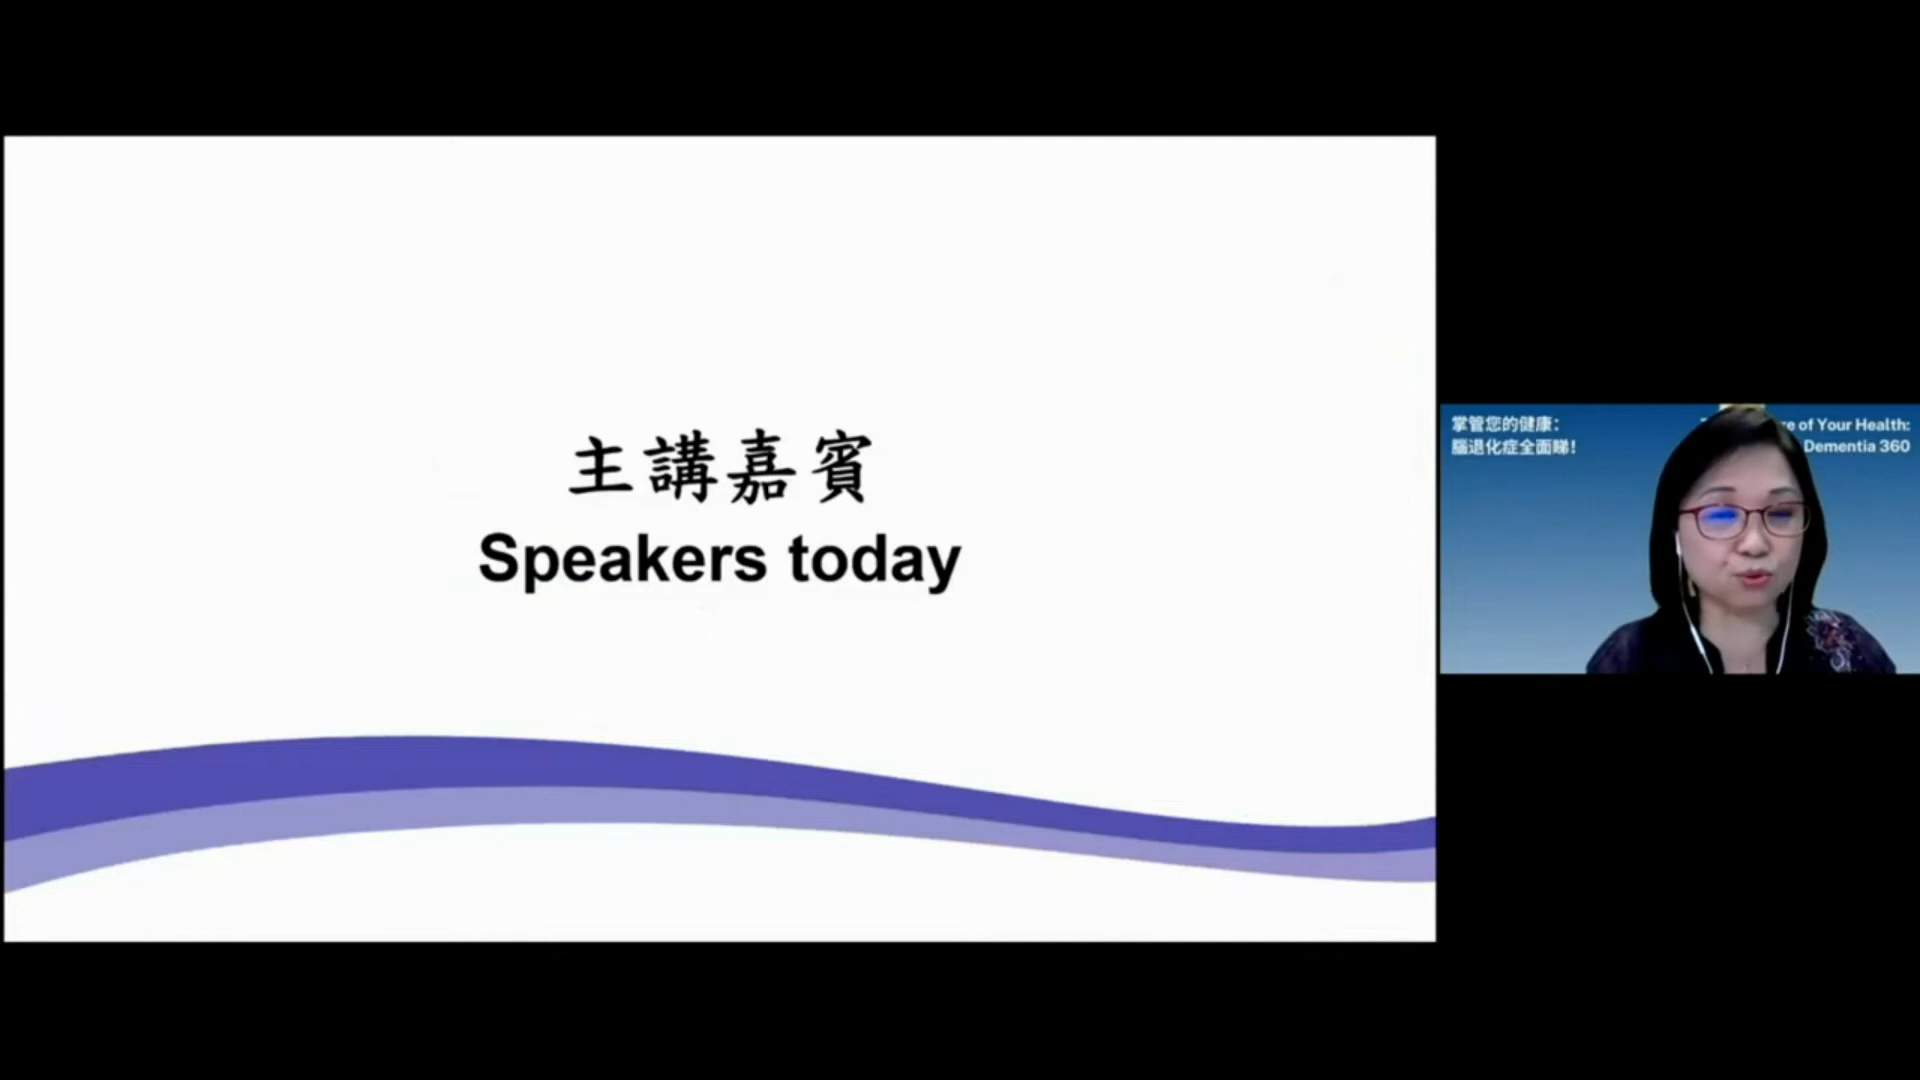 主講嘉賓
Speakers today
掌管您的健康：
腦退化症全面睇！
of Your Health:
Dementia 360